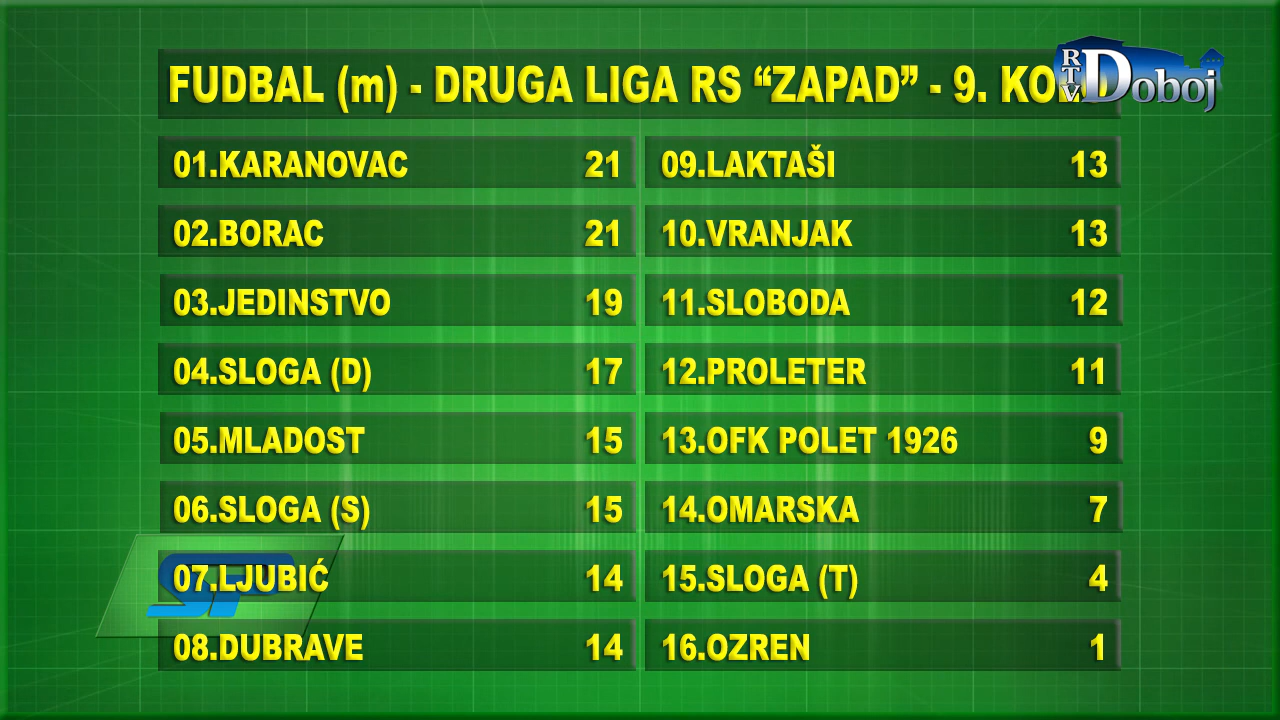 FUDBAL (m) - DRUGA LIGA RS “ZAPAD” - 9. KOLO
RTV Doboj
01.KARANOVAC 21
02.BORAC 21
03.JEDINSTVO 19
04.SLOGA (D) 17
05.MLADOST 15
06.SLOGA (S) 15
07.LJUBIĆ 14
08.DUBRAVE 14
09.LAKTAŠI 13
10.VRANJAK 13
11.SLOBODA 12
12.PROLETER 11
13.OFK POLET 1926 9
14.OMARSKA 7
15.SLOGA (T) 4
16.OZREN 1
SP